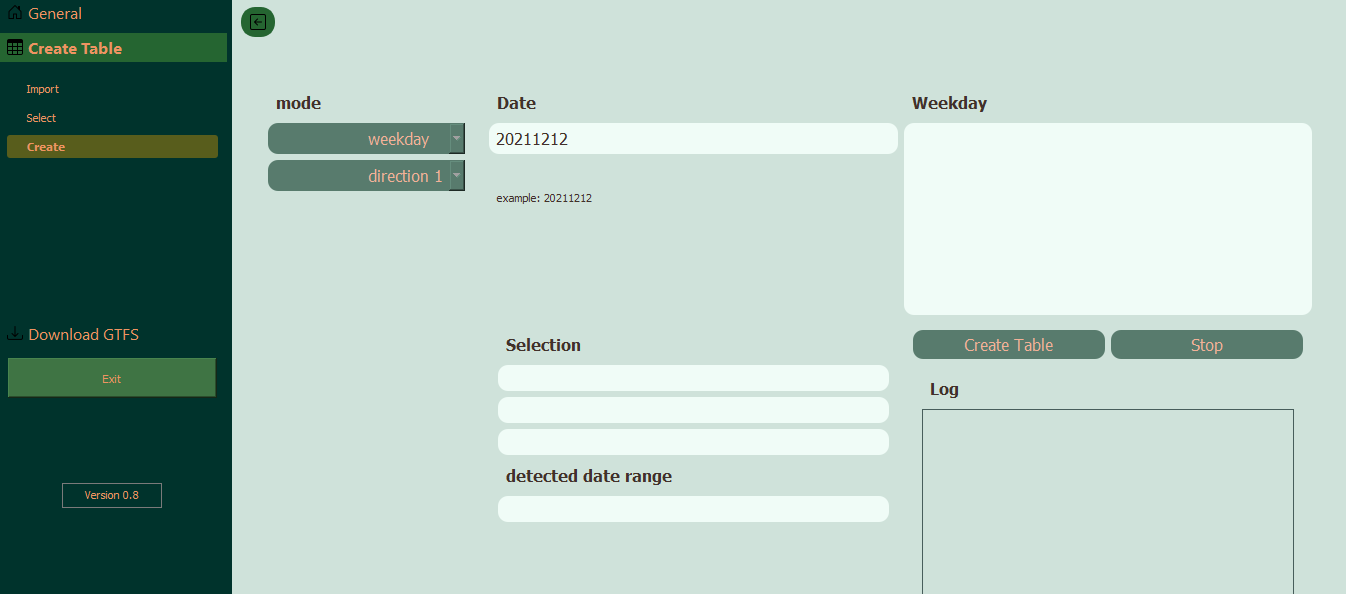 General
Create Table
Import
Select
Create
Download GTFS
Exit
Version 0.8
mode
weekday
direction 1
Date
20211212
example: 20211212
Selection
detected date range
Weekday
Create Table
Stop
Log